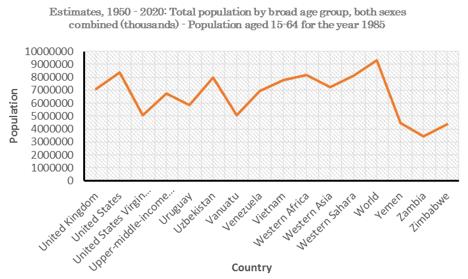 Estimates, 1950 - 2020: Total population by broad age group, both sexes
combined (thousands) - Population aged 15-64 for the year 1985
Population
10000000
9000000
8000000
7000000
6000000
5000000
4000000
3000000
2000000
1000000
0
United Kingdom
United States
United States Virgin...
Upper-middle-income...
Uruguay
Uzbekistan
Vanuatu
Venezuela
Vietnam
Western Africa
Western Asia
Western Sahara
World
Yemen
Zambia
Zimbabwe
Country